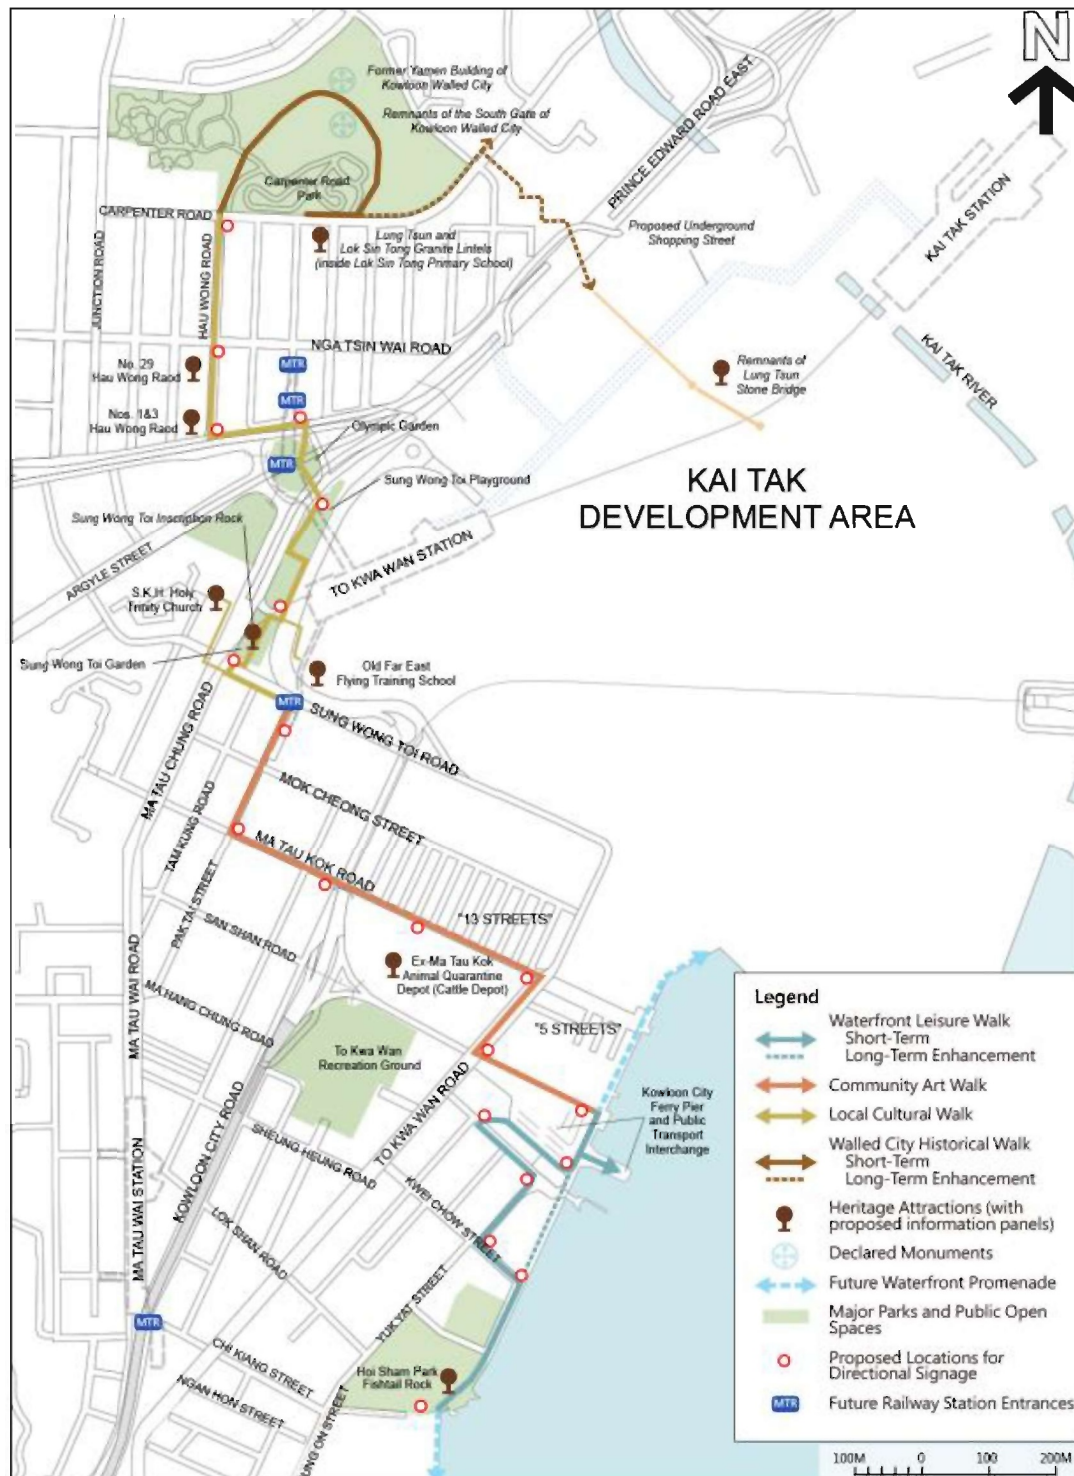 N
Former Yamen Building of
Kowloon Walled City
Remnants of the South Gate of
Kowloon Walled City
PRINCE EDWARD ROAD EAST
KAI TAK STATION
Carpenter Road
Park
CARPENTER ROAD
Lung Tsun and
Lok Sin Tong Granite Lintels
(inside Lok Sin Tong Primary School)
Proposed Underground
Shopping Street
JUNCTION ROAD
HAU WONG ROAD
NGA TSIN WAI ROAD
KAI TAK RIVER
No. 29
Hau Wong Raod
MTR
Remnants of
Lung Tsun
Stone Bridge
MTR
Nos. 1&3
Hau Wong Raod
Olympic Garden
MTR
Sung Wong Toi Playground
KAI TAK
DEVELOPMENT AREA
Sung Wong Toi Inscription Rock
ARGYLE STREET
TO KWA WAN STATION
S.K.H. Holy
Trinity Church
Sung Wong Toi Garden
Old Far East
Flying Training School
MTR
SUNG WONG TOI ROAD
MA TAU CHUNG ROAD
MOK CHEONG STREET
TAM KUNG ROAD
MA TAU KOK ROAD
PAK TAI STREET
SAN SHAN ROAD
"13 STREETS"
MA TAU WAI ROAD
Ex-Ma Tau Kok
Animal Quarantine
Depot (Cattle Depot)
MA HANG CHUNG ROAD
"5 STREETS"
To Kwa Wan
Recreation Ground
TO KWA WAN ROAD
Kowloon City
Ferry Pier
and Public
Transport
Interchange
SHEUNG HEUNG ROAD
KOWLOON CITY ROAD
MA TAU WAI STATION
KWEI CHOW STREET
LOK SHAN ROAD
YUK YAT STREET
MTR
CHI KIANG STREET
Hoi Sham Park
Fishtail Rock
NGAN HON STREET
UNG ON STREET
Legend
Waterfront Leisure Walk
Short-Term
Long-Term Enhancement
Community Art Walk
Local Cultural Walk
Walled City Historical Walk
Short-Term
Long-Term Enhancement
Heritage Attractions (with
proposed information panels)
Declared Monuments
Future Waterfront Promenade
Major Parks and Public Open
Spaces
Proposed Locations for
Directional Signage
MTR Future Railway Station Entrances
100M 0 100 200M